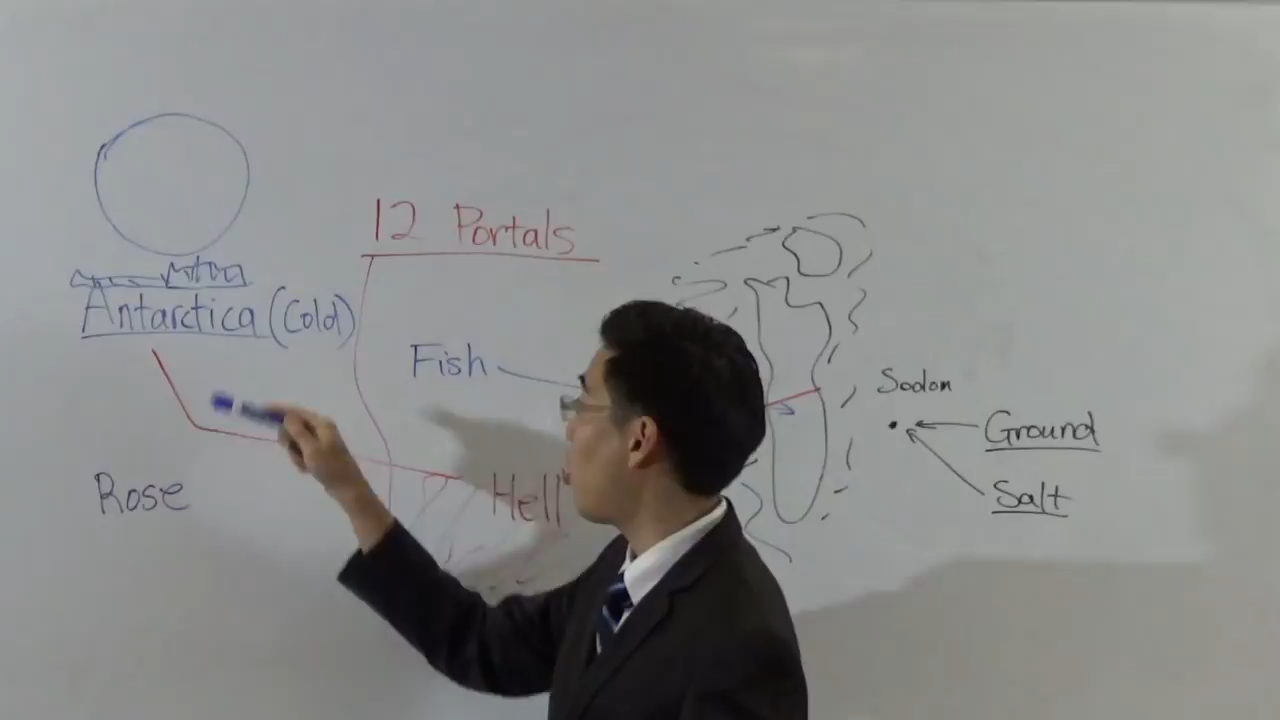 12 Portals
Antarctica (Cold)
Fish
Sodom
Ground
Rose
Hell
Salt